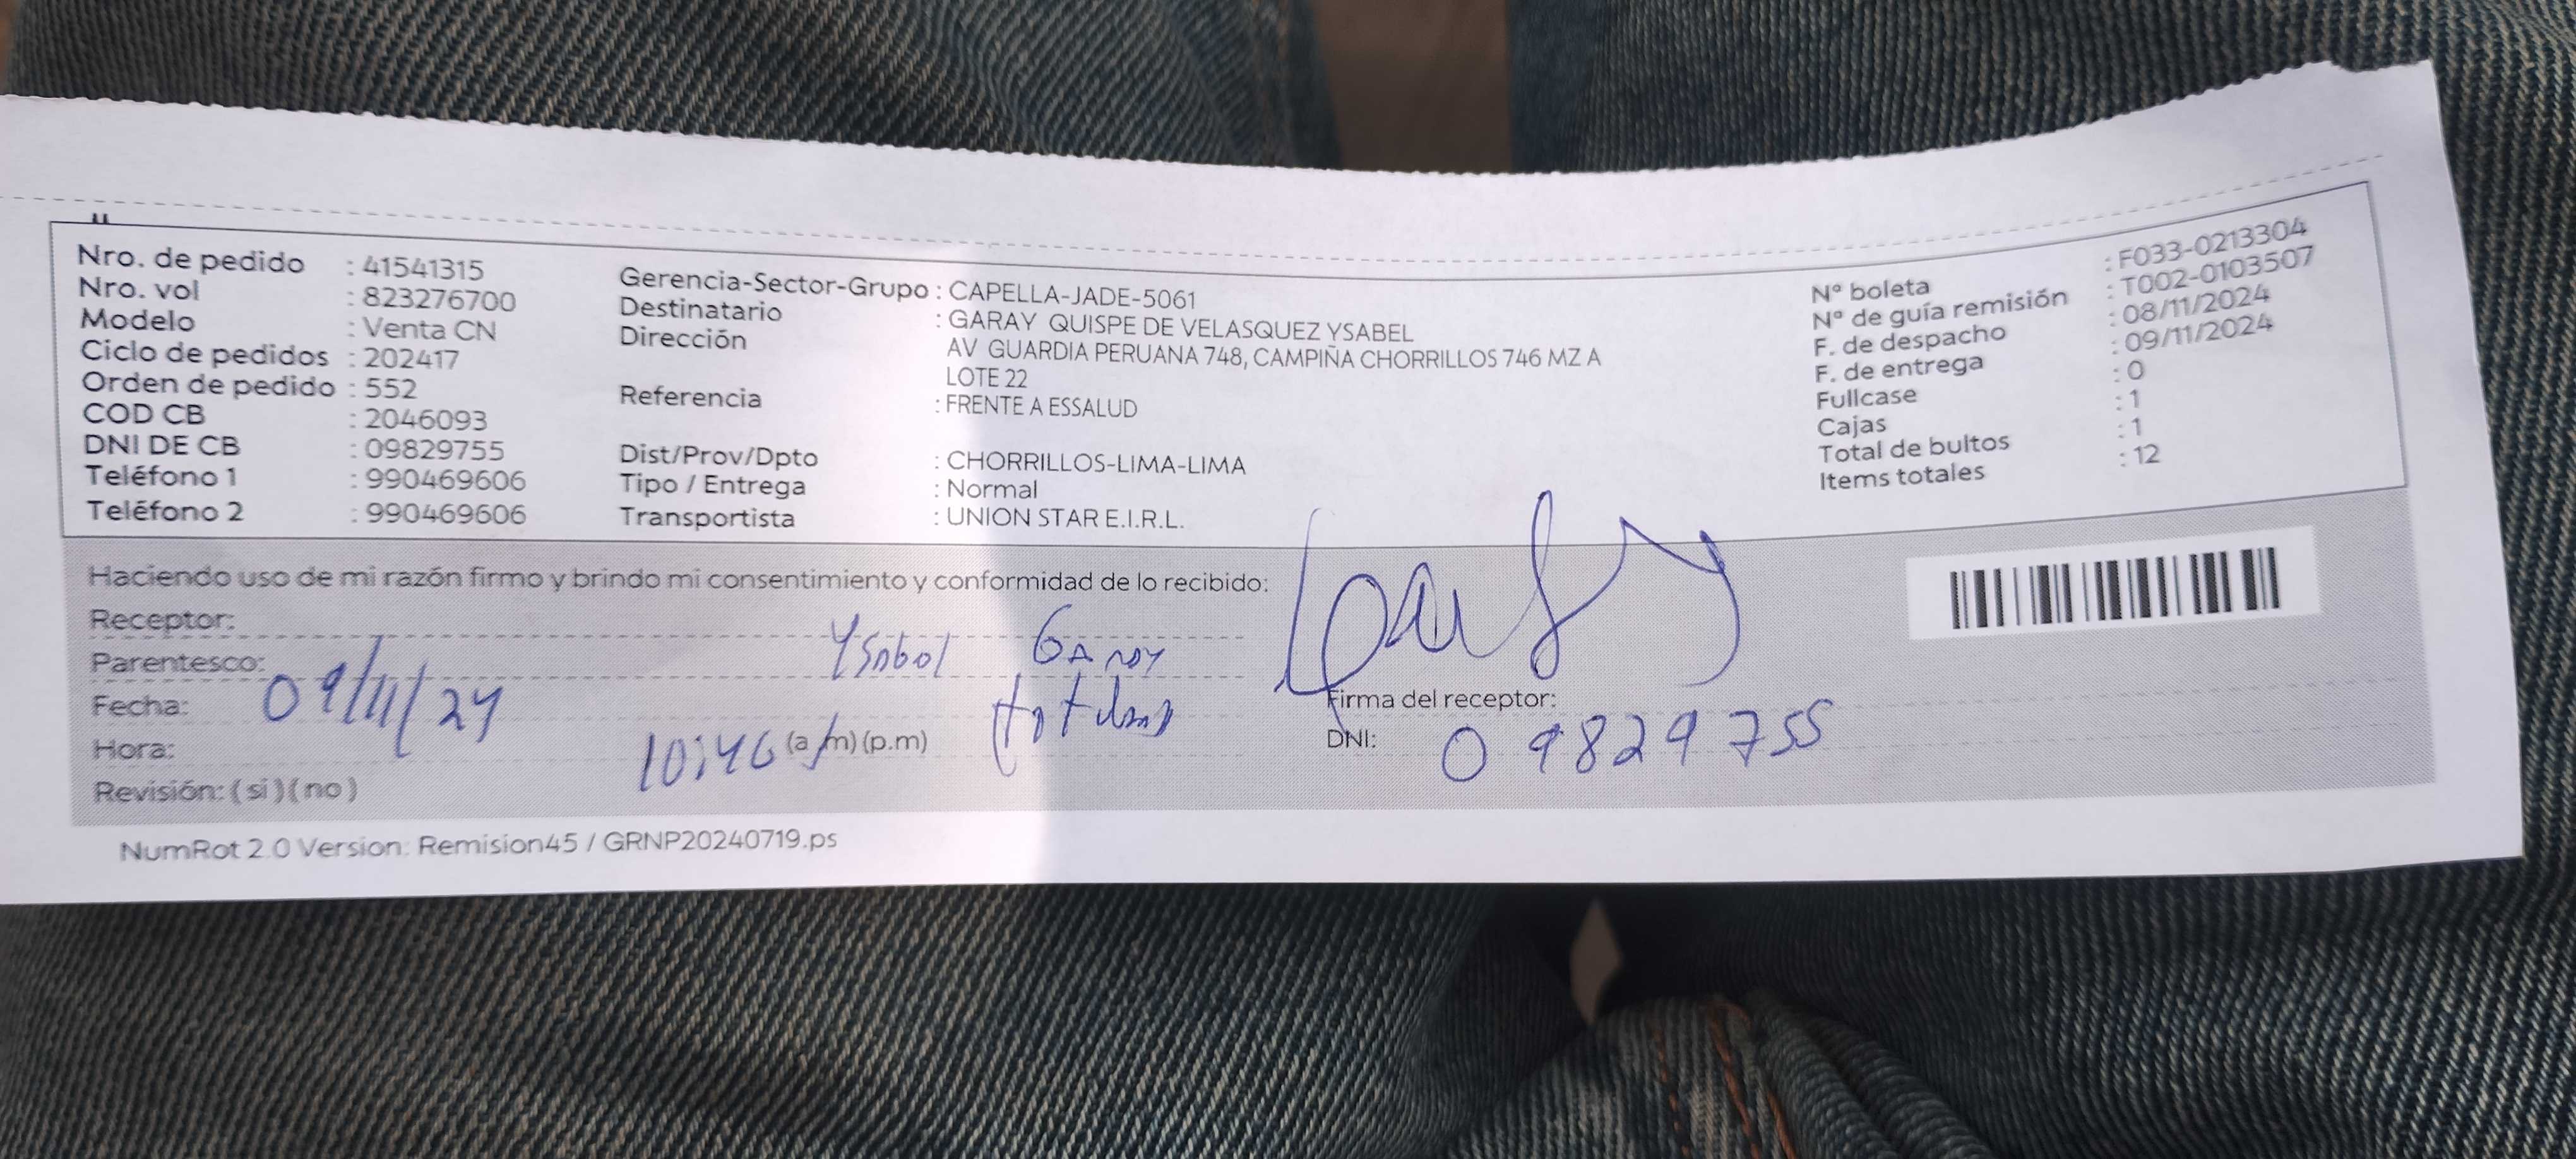 Nro. de pedido : 41541315
Nro. vol : 823276700
Modelo : Venta CN
Ciclo de pedidos : 202417
Orden de pedido : 552
COD CB : 2046093
DNI DE CB : 09829755
Teléfono 1 : 990469606
Teléfono 2 : 990469606
Gerencia-Sector-Grupo : CAPELLA-JADE-5061
Destinatario : GARAY QUISPE DE VELASQUEZ YSABEL
Dirección AV GUARDIA PERUANA 748, CAMPIÑA CHORRILLOS 746 MZ A
LOTE 22
Referencia : FRENTE A ESSALUD
Dist/Prov/Dpto : CHORRILLOS-LIMA-LIMA
Tipo / Entrega : Normal
Transportista : UNION STAR E.I.R.L.
N° boleta : F033-0213304
N° de guía remisión : T002-0103507
F. de despacho : 08/11/2024
F. de entrega : 09/11/2024
Fullcase : 0
Cajas : 1
Total de bultos : 1
Items totales : 12
Haciendo uso de mi razón firmo y brindo mi consentimiento y conformidad de lo recibido:
Receptor: Ysabel Garay
Parentesco:
Fecha: 09/11/24
Hora: 10:46 (a/m) (p.m)
Revisión: ( si ) ( no )
Firma del receptor:
DNI: 09829755
NumRot 2.0 Version: Remision45 / GRNP20240719.ps